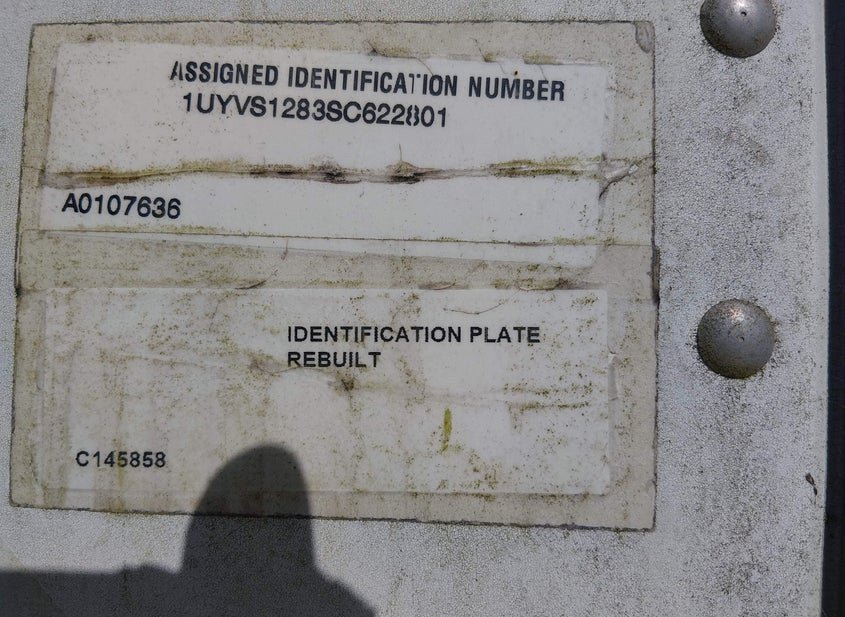 ASSIGNED IDENTIFICATION NUMBER
1UYVS1283SC622801
A0107636
IDENTIFICATION PLATE
REBUILT
C145858